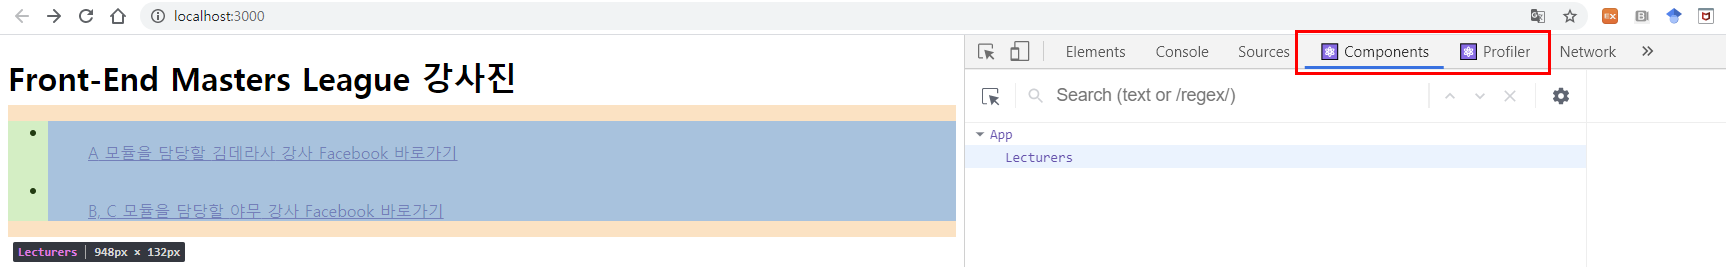 localhost:3000
Elements Console Sources Components Profiler Network
Front-End Masters League 강사진
Search (text or /regex/)
App
Lecturers
A 모듈을 담당할 김데라사 강사 Facebook 바로가기
B, C 모듈을 담당할 야무 강사 Facebook 바로가기
Lecturers 948px × 132px